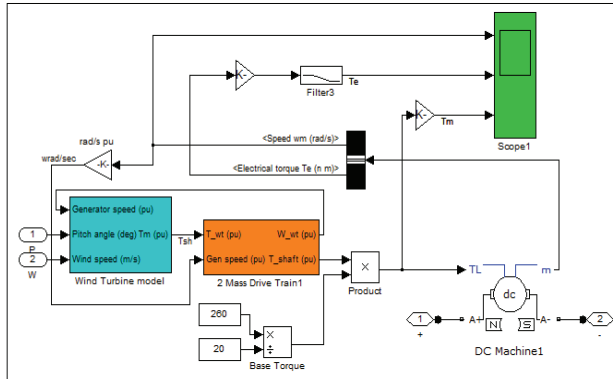 K-
Filter3
Te
K-
Tm
Scope1
rad/s pu
wrad/sec
-K-
<Speed wm (rad/s)>
<Electrical torque Te (n m)>
Generator speed (pu)
Pitch angle (deg) Tm (pu)
Wind speed (m/s)
Wind Turbine model
1
P
2
W
Tsh
T_wt (pu)
W_wt (pu)
Gen speed (pu)
T_shaft (pu)
2 Mass Drive Train1
×
Product
260
20
×
÷
Base Torque
TL
m
dc
A+
N
S
A-
1
+
2
-
DC Machine1